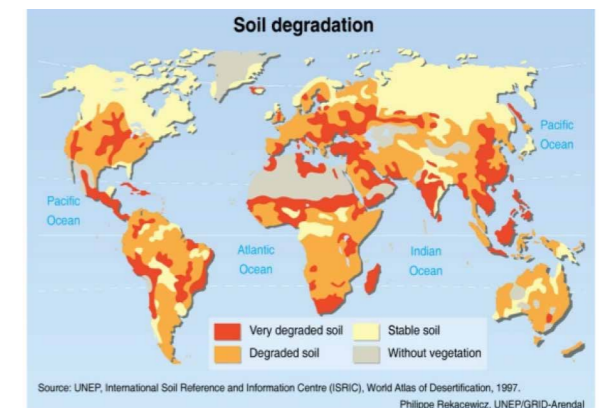 Soil degradation
Pacific
Ocean
Pacific
Ocean
Atlantic
Ocean
Indian
Ocean
Very degraded soil
Stable soil
Degraded soil
Without vegetation
Source: UNEP, International Soil Reference and Information Centre (ISRIC), World Atlas of Desertification, 1997.
Philippe Rekacewicz, UNEP/GRID-Arendal